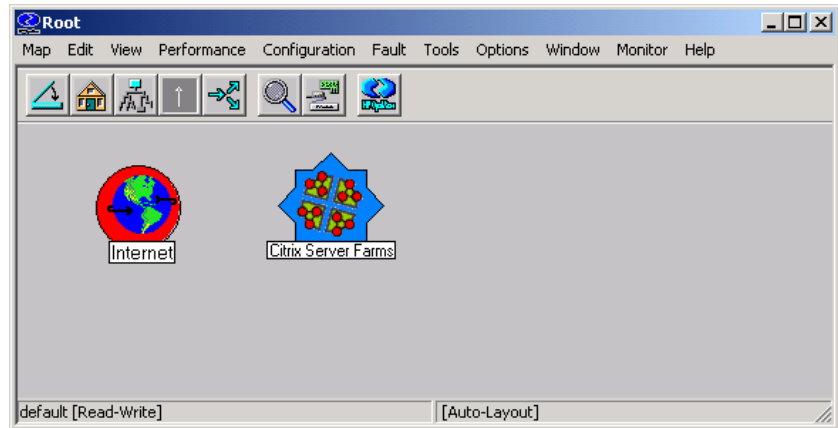 Root
Map Edit View Performance Configuration Fault Tools Options Window Monitor Help
Internet
Citrix Server Farms
default [Read-Write] [Auto-Layout]